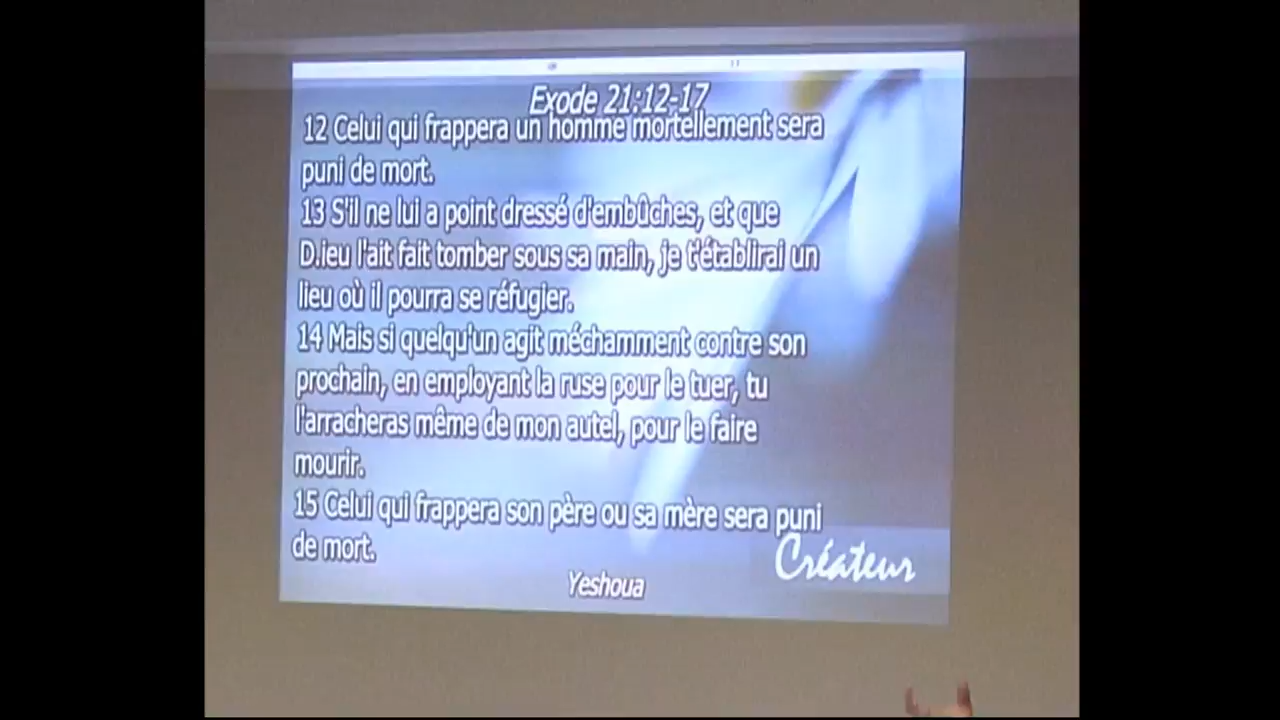 Exode 21:12-17
12 Celui qui frappera un homme mortellement sera
puni de mort.
13 S'il ne lui a point dressé d'embûches, et que
D.ieu l'ait fait tomber sous sa main, je t'établirai un
lieu où il pourra se réfugier.
14 Mais si quelqu'un agit méchamment contre son
prochain, en employant la ruse pour le tuer, tu
l'arracheras même de mon autel, pour le faire
mourir.
15 Celui qui frappera son père ou sa mère sera puni
de mort.
Créateur
Yeshoua